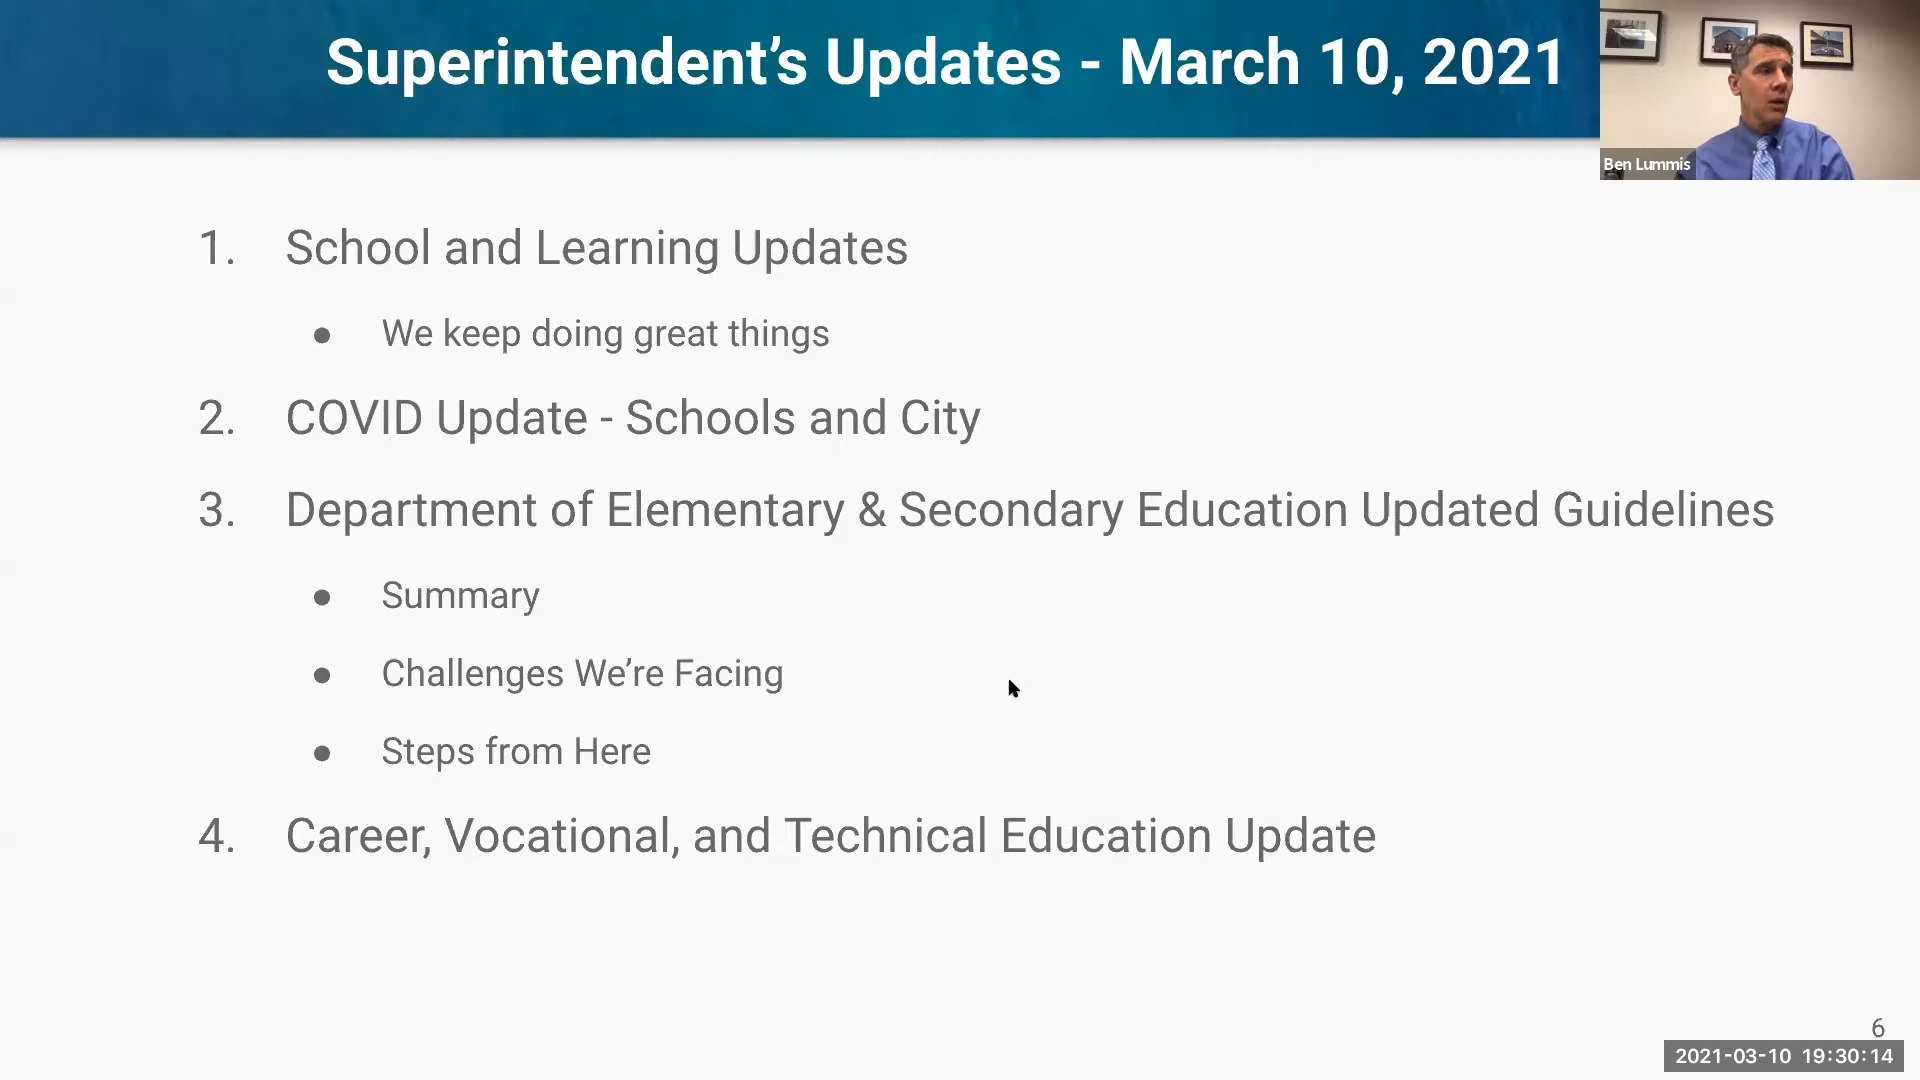 Superintendent’s Updates - March 10, 2021
Ben Lummis
1. School and Learning Updates
● We keep doing great things
2. COVID Update - Schools and City
3. Department of Elementary & Secondary Education Updated Guidelines
● Summary
● Challenges We’re Facing
● Steps from Here
4. Career, Vocational, and Technical Education Update
6
2021-03-10 19:30:14